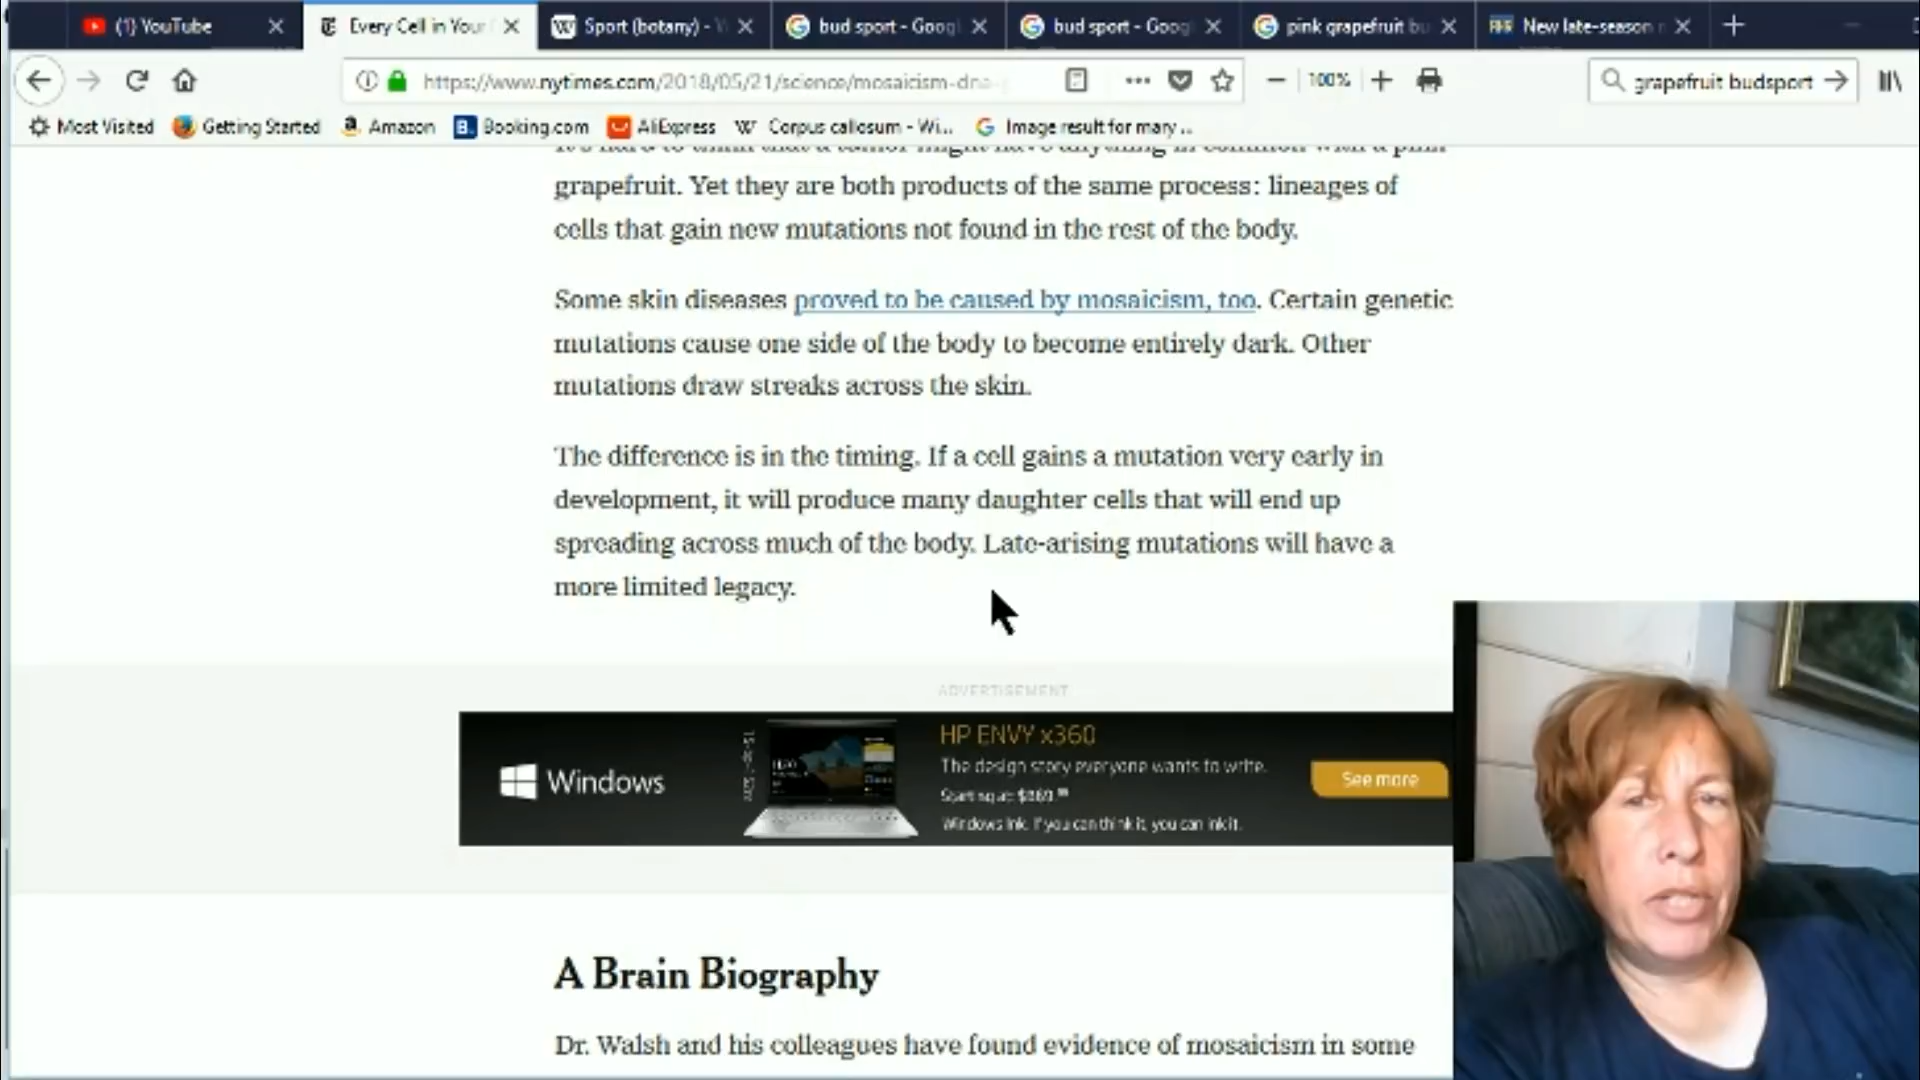 (1) YouTube
Every Cell in Your
Sport (botany) -
bud sport - Googl
bud sport - Googl
pink grapefruit bu
New late-season
https://www.nytimes.com/2018/05/21/science/mosaicism-dna-
100%
grapefruit budsport
Most Visited
Getting Started
Amazon
Booking.com
AliExpress
Corpus callosum - Wi...
Image result for mary ...
grapefruit. Yet they are both products of the same process: lineages of
cells that gain new mutations not found in the rest of the body.
Some skin diseases proved to be caused by mosaicism, too. Certain genetic
mutations cause one side of the body to become entirely dark. Other
mutations draw streaks across the skin.
The difference is in the timing. If a cell gains a mutation very early in
development, it will produce many daughter cells that will end up
spreading across much of the body. Late-arising mutations will have a
more limited legacy.
ADVERTISEMENT
Windows
HP ENVY x360
The design story everyone wants to write.
Starting at
Windows Ink. If you can think it, you can ink it.
See more
A Brain Biography
Dr. Walsh and his colleagues have found evidence of mosaicism in some